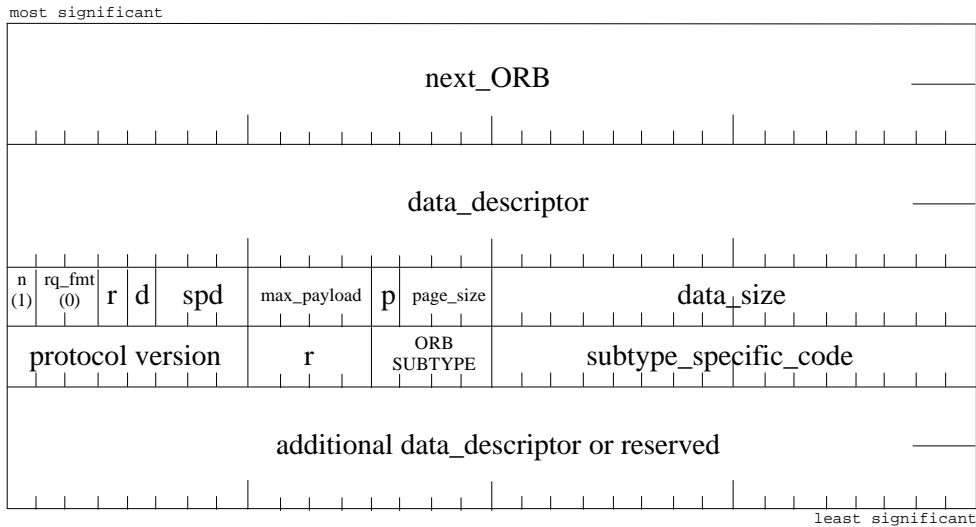 most significant
next_ORB
data_descriptor
n
(1)
rq_fmt
(0)
r
d
spd
max_payload
p
page_size
data_size
protocol version
r
ORB
SUBTYPE
subtype_specific_code
additional data_descriptor or reserved
least significant